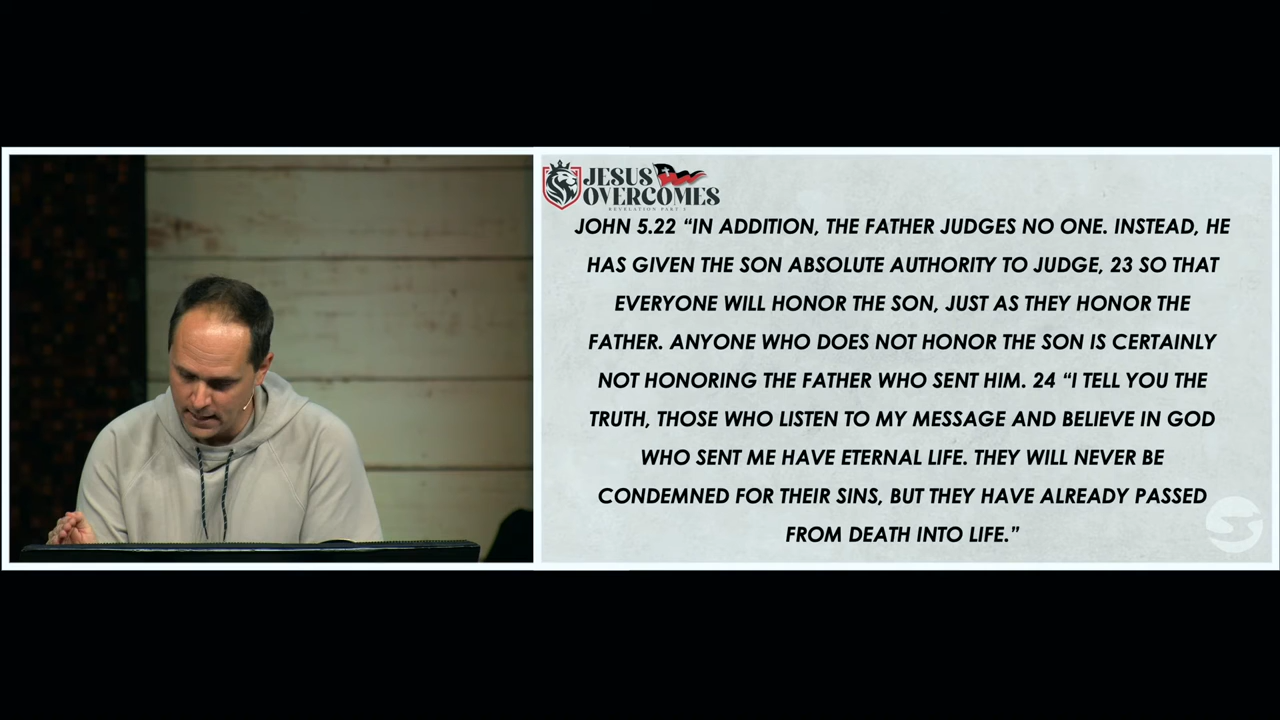 JESUS
OVERCOMES
JOHN 5.22 “IN ADDITION, THE FATHER JUDGES NO ONE. INSTEAD, HE
HAS GIVEN THE SON ABSOLUTE AUTHORITY TO JUDGE, 23 SO THAT
EVERYONE WILL HONOR THE SON, JUST AS THEY HONOR THE
FATHER. ANYONE WHO DOES NOT HONOR THE SON IS CERTAINLY
NOT HONORING THE FATHER WHO SENT HIM. 24 “I TELL YOU THE
TRUTH, THOSE WHO LISTEN TO MY MESSAGE AND BELIEVE IN GOD
WHO SENT ME HAVE ETERNAL LIFE. THEY WILL NEVER BE
CONDEMNED FOR THEIR SINS, BUT THEY HAVE ALREADY PASSED
FROM DEATH INTO LIFE.”